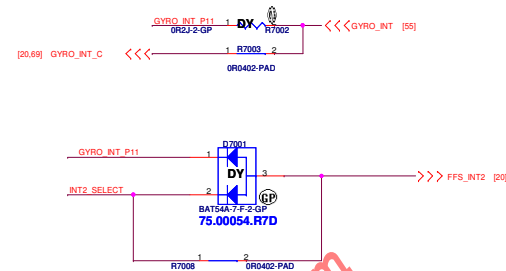 GYRO_INT_P11 1 DY R7002
0R2J-2-GP
GYRO_INT [55]
[20,69] GYRO_INT_C
1 R7003 2
0R0402-PAD
D7001
GYRO_INT_P11 1
DY 3
FFS_INT2 [20]
INT2_SELECT 2
GP
BAT54A-7-F-2-GP
75.00054.R7D
R7008 1 2 0R0402-PAD